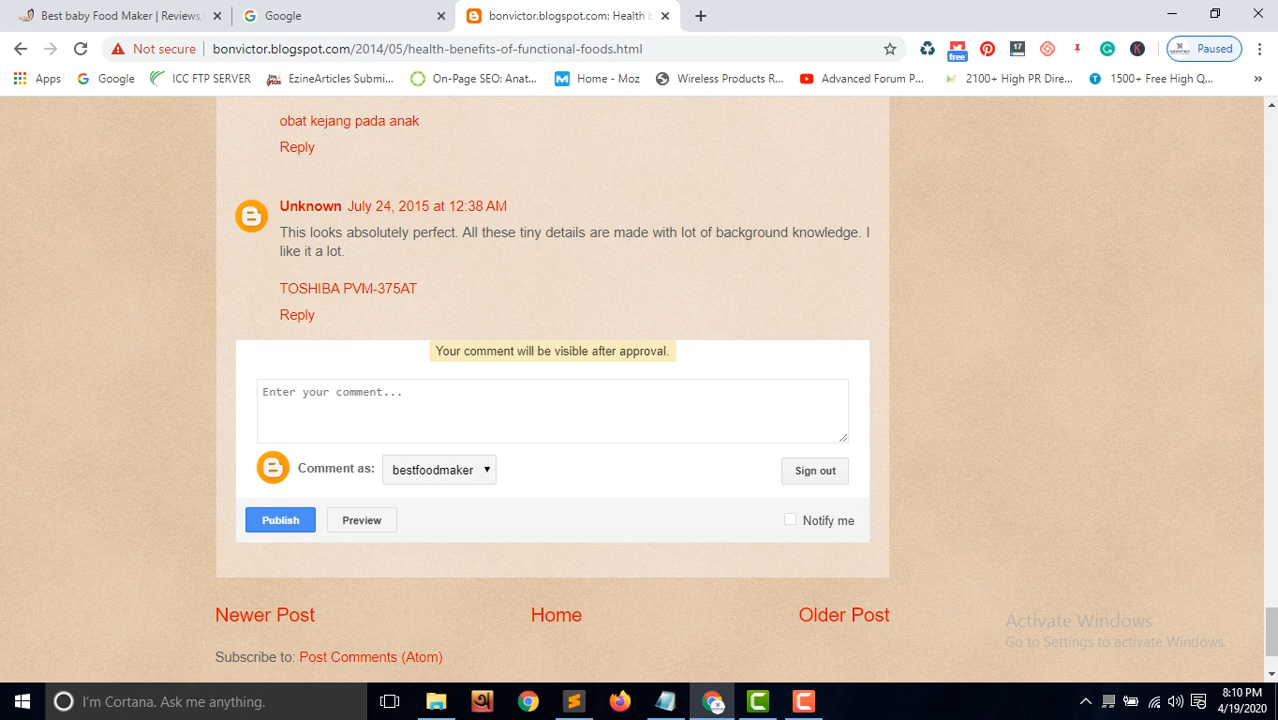 Best baby Food Maker | Reviews,
Google
bonvictor.blogspot.com: Health b
Not secure
bonvictor.blogspot.com/2014/05/health-benefits-of-functional-foods.html
free
17
Paused
Apps
Google
ICC FTP SERVER
EzineArticles Submi...
On-Page SEO: Anat...
Home - Moz
Wireless Products R...
Advanced Forum P...
2100+ High PR Dire...
1500+ Free High Q...
obat kejang pada anak
Reply
Unknown July 24, 2015 at 12:38 AM
This looks absolutely perfect. All these tiny details are made with lot of background knowledge. I
like it a lot.
TOSHIBA PVM-375AT
Reply
Your comment will be visible after approval.
Enter your comment...
Comment as:
bestfoodmaker
Sign out
Publish
Preview
Notify me
Newer Post
Home
Older Post
Activate Windows
Go to Settings to activate Windows.
Subscribe to: Post Comments (Atom)
I'm Cortana. Ask me anything.
8:10 PM
4/19/2020